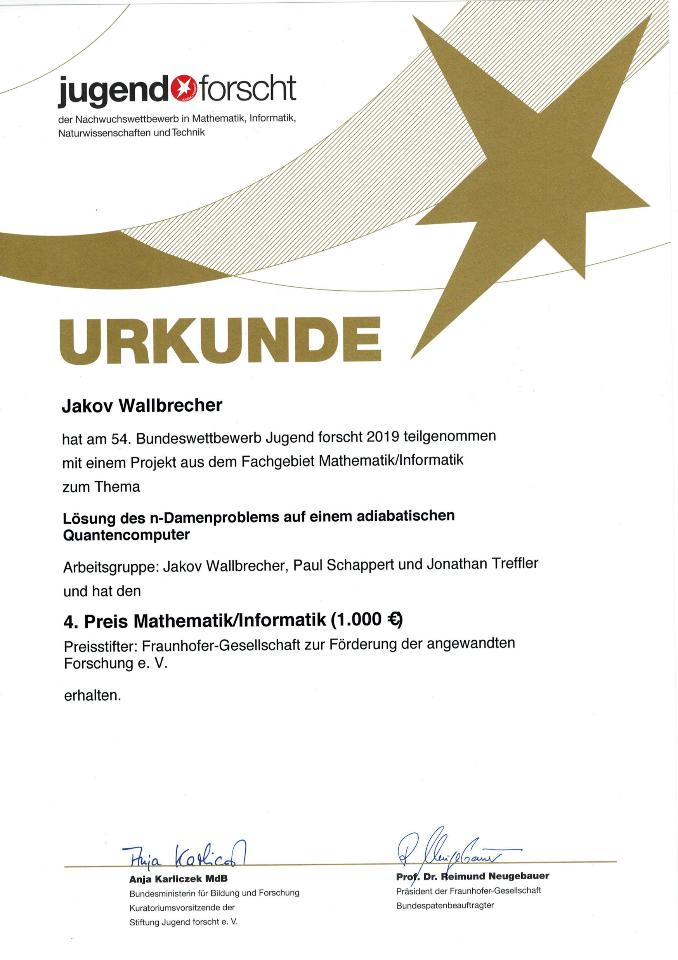 jugend forscht
der Nachwuchswettbewerb in Mathematik, Informatik,
Naturwissenschaften und Technik
URKUNDE
Jakov Wallbrecher
hat am 54. Bundeswettbewerb Jugend forscht 2019 teilgenommen
mit einem Projekt aus dem Fachgebiet Mathematik/Informatik
zum Thema
Lösung des n-Damenproblems auf einem adiabatischen
Quantencomputer
Arbeitsgruppe: Jakov Wallbrecher, Paul Schappert und Jonathan Treffler
und hat den
4. Preis Mathematik/Informatik (1.000 €)
Preisstifter: Fraunhofer-Gesellschaft zur Förderung der angewandten
Forschung e. V.
erhalten.
Anja Karliczek
R. Neugebauer
Anja Karliczek MdB
Bundesministerin für Bildung und Forschung
Kuratoriumsvorsitzende der
Stiftung Jugend forscht e. V.
Prof. Dr. Reimund Neugebauer
Präsident der Fraunhofer-Gesellschaft
Bundespatenbeauftragter